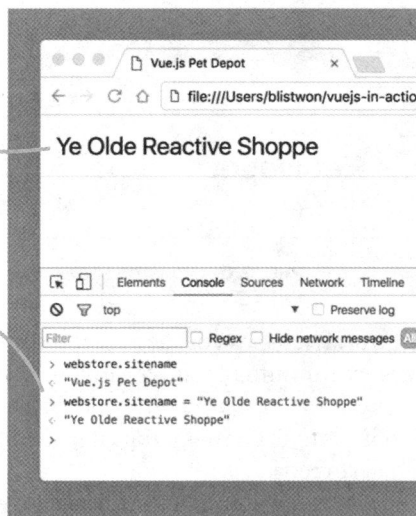 Vue.js Pet Depot
file:///Users/blistwon/vuejs-in-actio
Ye Olde Reactive Shoppe
Elements Console Sources Network Timeline
top Preserve log
Filter Regex Hide network messages All
> webstore.sitename
< "Vue.js Pet Depot"
> webstore.sitename = "Ye Olde Reactive Shoppe"
< "Ye Olde Reactive Shoppe"
>